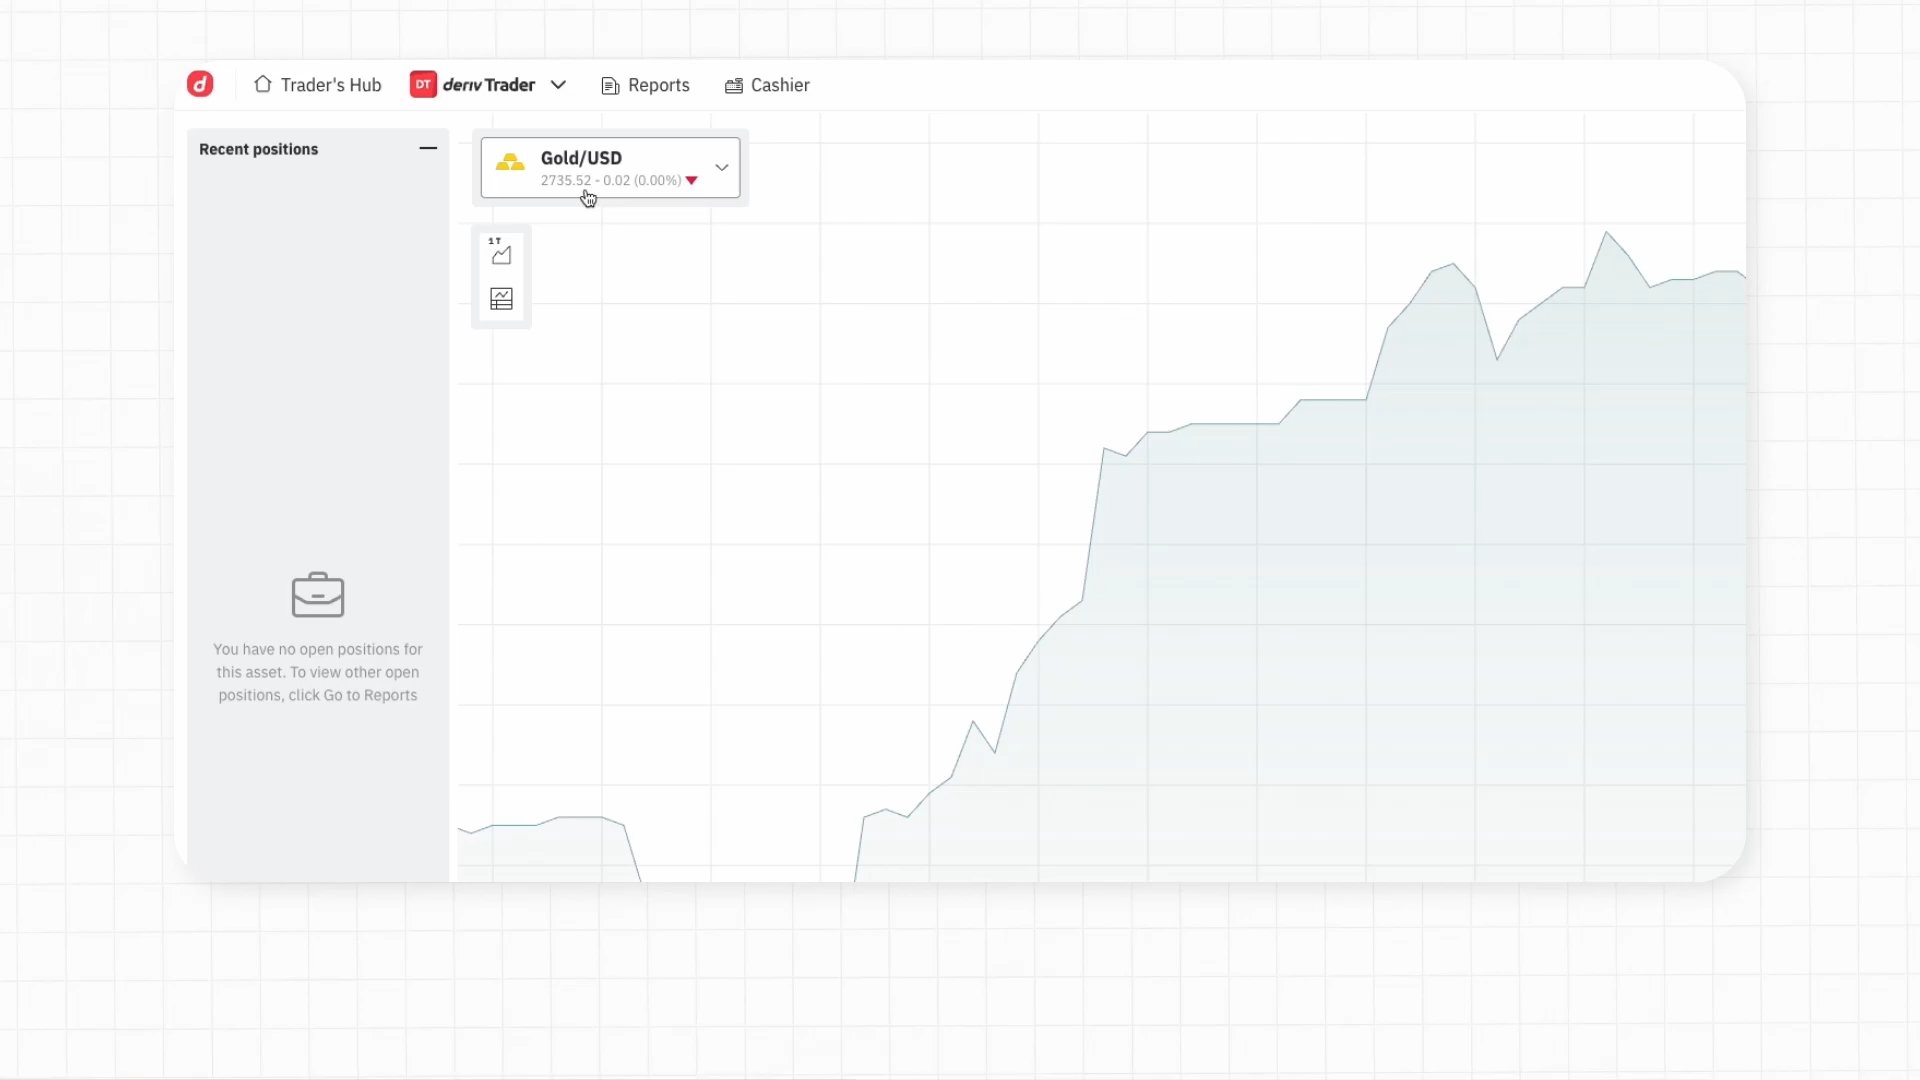 d
Trader's Hub
DT deriv Trader
Reports
Cashier
Recent positions
Gold/USD
2735.52 - 0.02 (0.00%)
1T
You have no open positions for
this asset. To view other open
positions, click Go to Reports